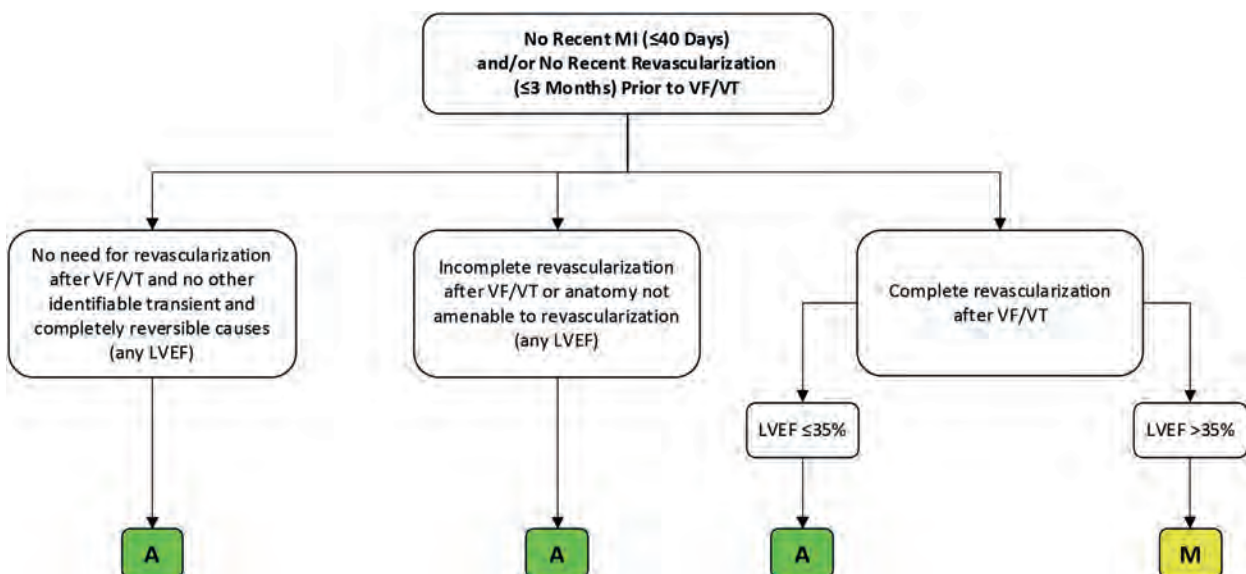 No Recent MI (≤40 Days)
and/or No Recent Revascularization
(≤3 Months) Prior to VF/VT
No need for revascularization
after VF/VT and no other
identifiable transient and
completely reversible causes
(any LVEF)
Incomplete revascularization
after VF/VT or anatomy not
amenable to revascularization
(any LVEF)
Complete revascularization
after VF/VT
LVEF ≤35%
LVEF >35%
A
A
A
M